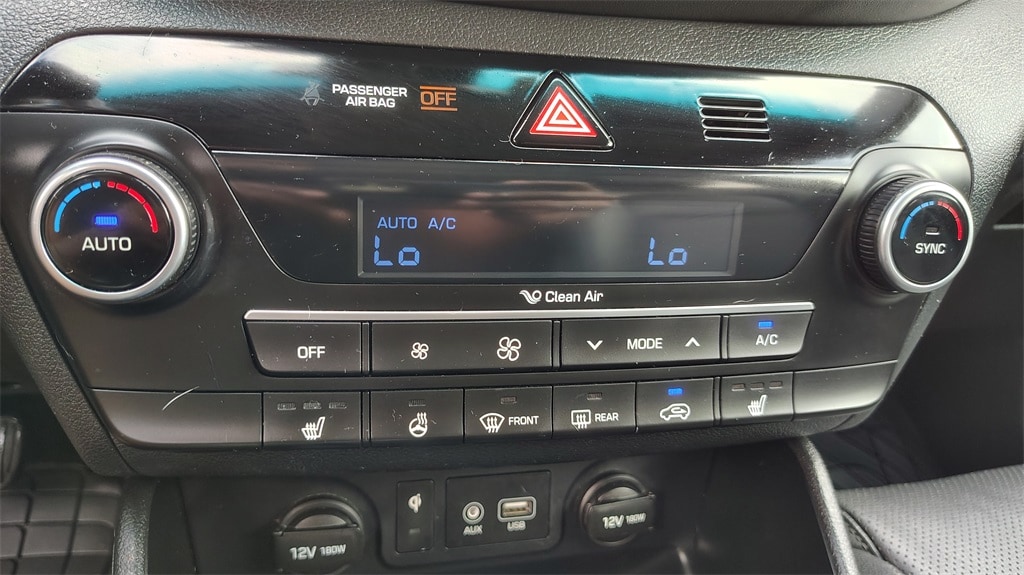 PASSENGER
AIR BAG OFF
AUTO A/C
Lo Lo
AUTO
SYNC
Clean Air
OFF
MODE
A/C
FRONT
REAR
12V 180W
AUX
USB
12V 180W